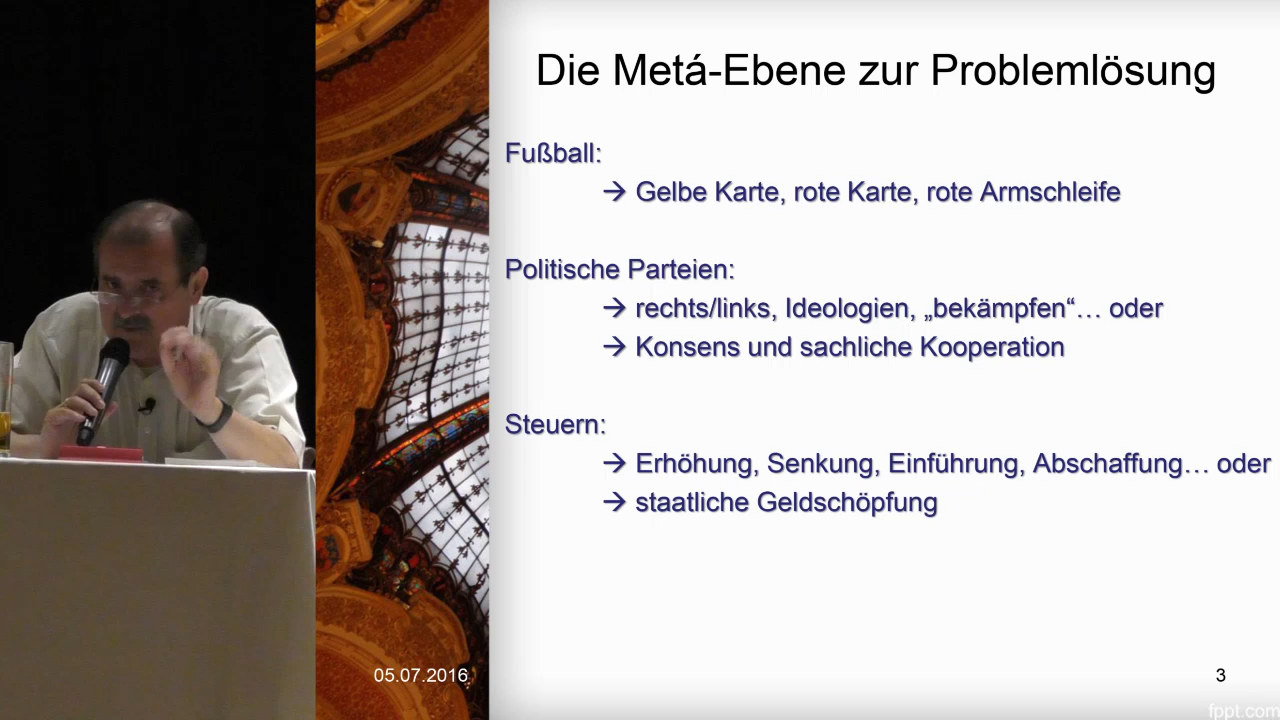 Die Metá-Ebene zur Problemlösung
Fußball:
→ Gelbe Karte, rote Karte, rote Armschleife
Politische Parteien:
→ rechts/links, Ideologien, „bekämpfen“… oder
→ Konsens und sachliche Kooperation
Steuern:
→ Erhöhung, Senkung, Einführung, Abschaffung… oder
→ staatliche Geldschöpfung
05.07.2016
3
fppt.com